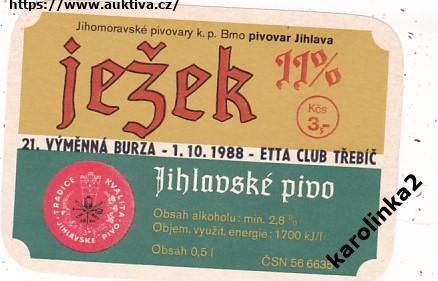 https://www.auktiva.cz/
Jihomoravské pivovary k. p. Brno pivovar Jihlava
ježek 11%
Kčs
3,-
21. VÝMĚNNÁ BURZA - 1. 10. 1988 - ETTA CLUB TŘEBÍČ
Jihlavské pivo
TRADICE KVALITA
JIHLAVSKÉ PIVO
Obsah alkoholu: min. 2,8 %
Objem. využit. energie: 1700 kJ/l
Obsah 0,5 l
ČSN 56 6635
karolinka2